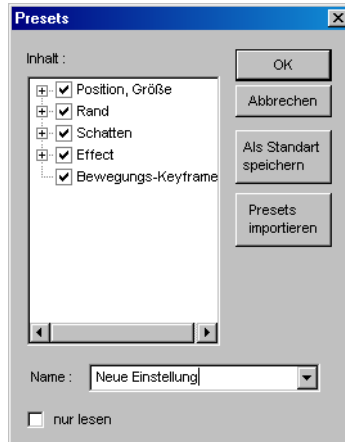 Presets
Inhalt :
Position, Größe
Rand
Schatten
Effect
Bewegungs-Keyframe
OK
Abbrechen
Als Standart
speichern
Presets
importieren
Name : Neue Einstellung
nur lesen